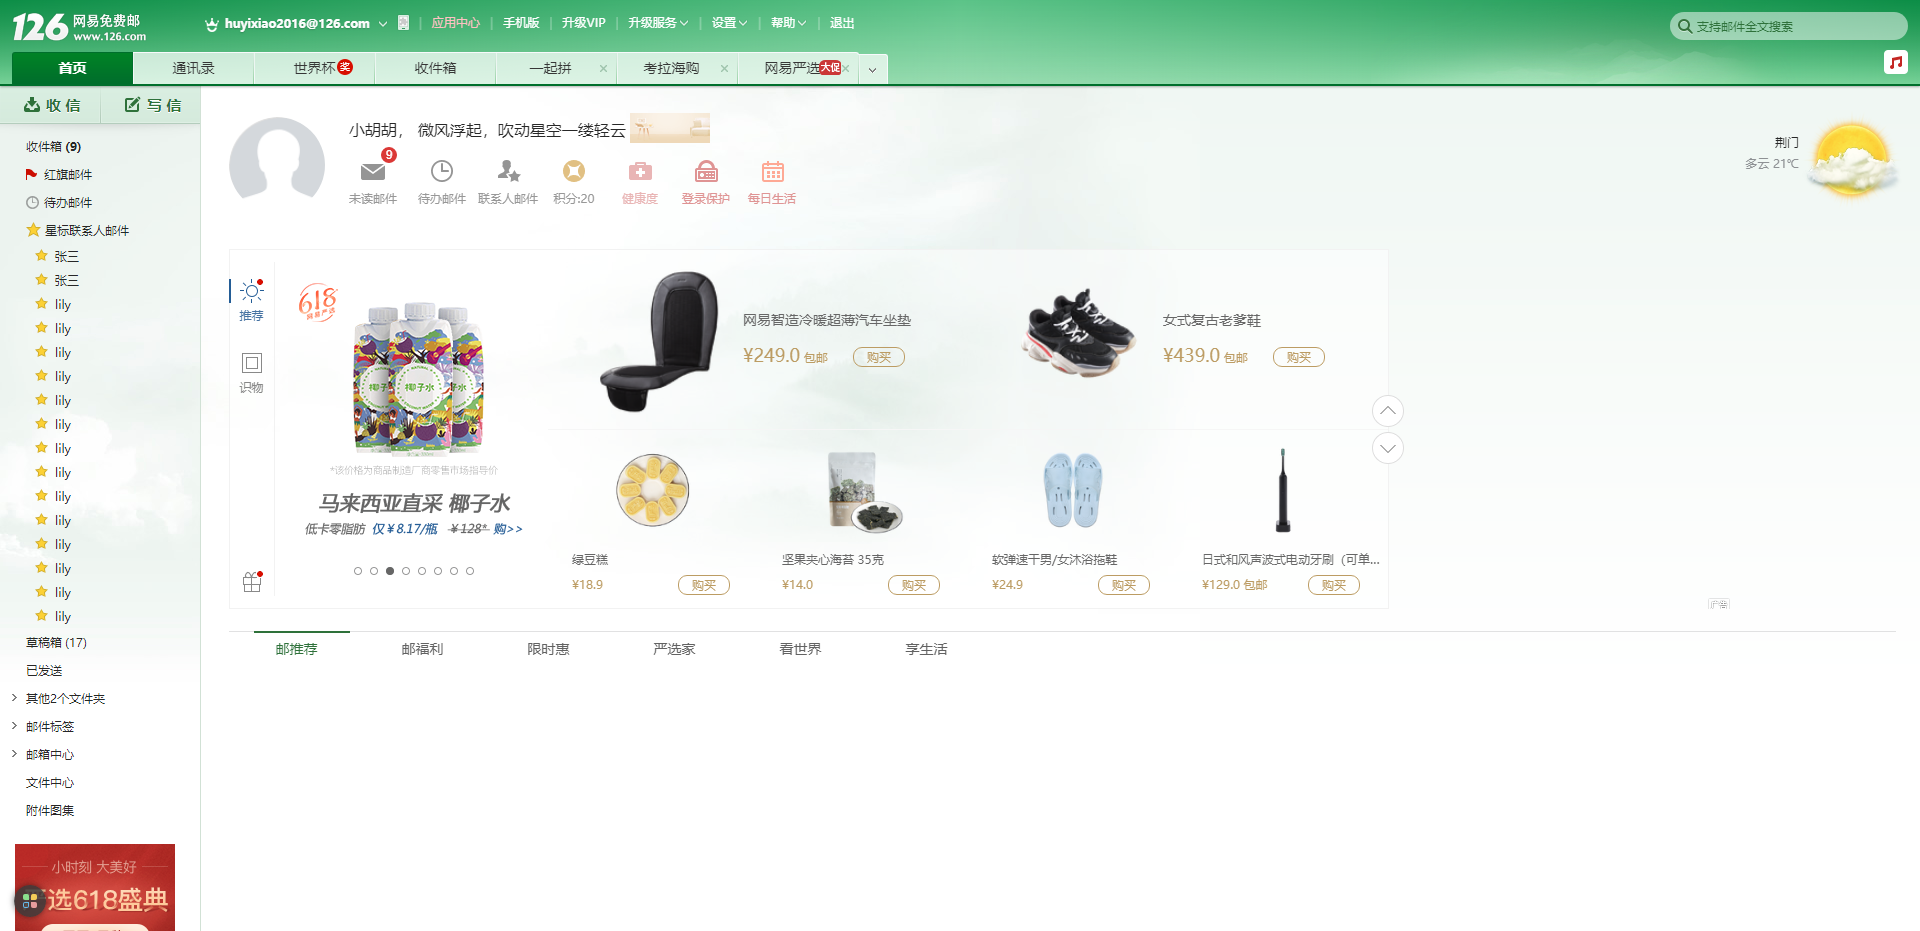 126 网易免费邮
www.126.com
huyixiao2016@126.com
应用中心 | 手机版 | 升级VIP | 升级服务 | 设置 | 帮助 | 退出
支持邮件全文搜索
首页 通讯录 世界杯 奖 收件箱 一起拼 × 考拉海购 × 网易严选 大促 ×
收信 写信
收件箱 (9)
红旗邮件
待办邮件
星标联系人邮件
张三
张三
lily
lily
lily
lily
lily
lily
lily
lily
lily
lily
lily
lily
lily
lily
草稿箱 (17)
已发送
其他2个文件夹
邮件标签
邮箱中心
文件中心
附件图集
小时刻 大美好
选618盛典
小胡胡， 微风浮起，吹动星空一缕轻云
9
未读邮件 待办邮件 联系人邮件 积分:20 健康度 登录保护 每日生活
荆门
多云 21℃
推荐
识物
618
网易严选
椰子水
*该价格为商品制造厂商零售市场指导价
马来西亚直采 椰子水
低卡零脂肪 仅¥8.17/瓶 ¥128* 购>>
网易智造冷暖超薄汽车坐垫
¥249.0 包邮 购买
女式复古老爹鞋
¥439.0 包邮 购买
绿豆糕
¥18.9 购买
坚果夹心海苔 35克
¥14.0 购买
软弹速干男/女沐浴拖鞋
¥24.9 购买
日式和风声波式电动牙刷（可单...
¥129.0 包邮 购买
广告
邮推荐 邮福利 限时惠 严选家 看世界 享生活